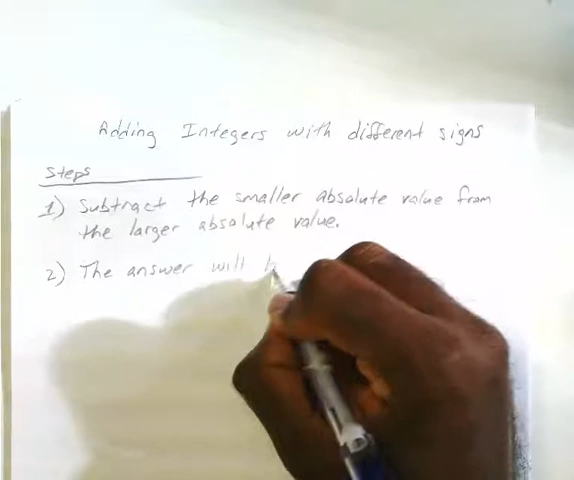 Adding Integers with different signs
Steps
1) Subtract the smaller absolute value from
the larger absolute value.
2) The answer will